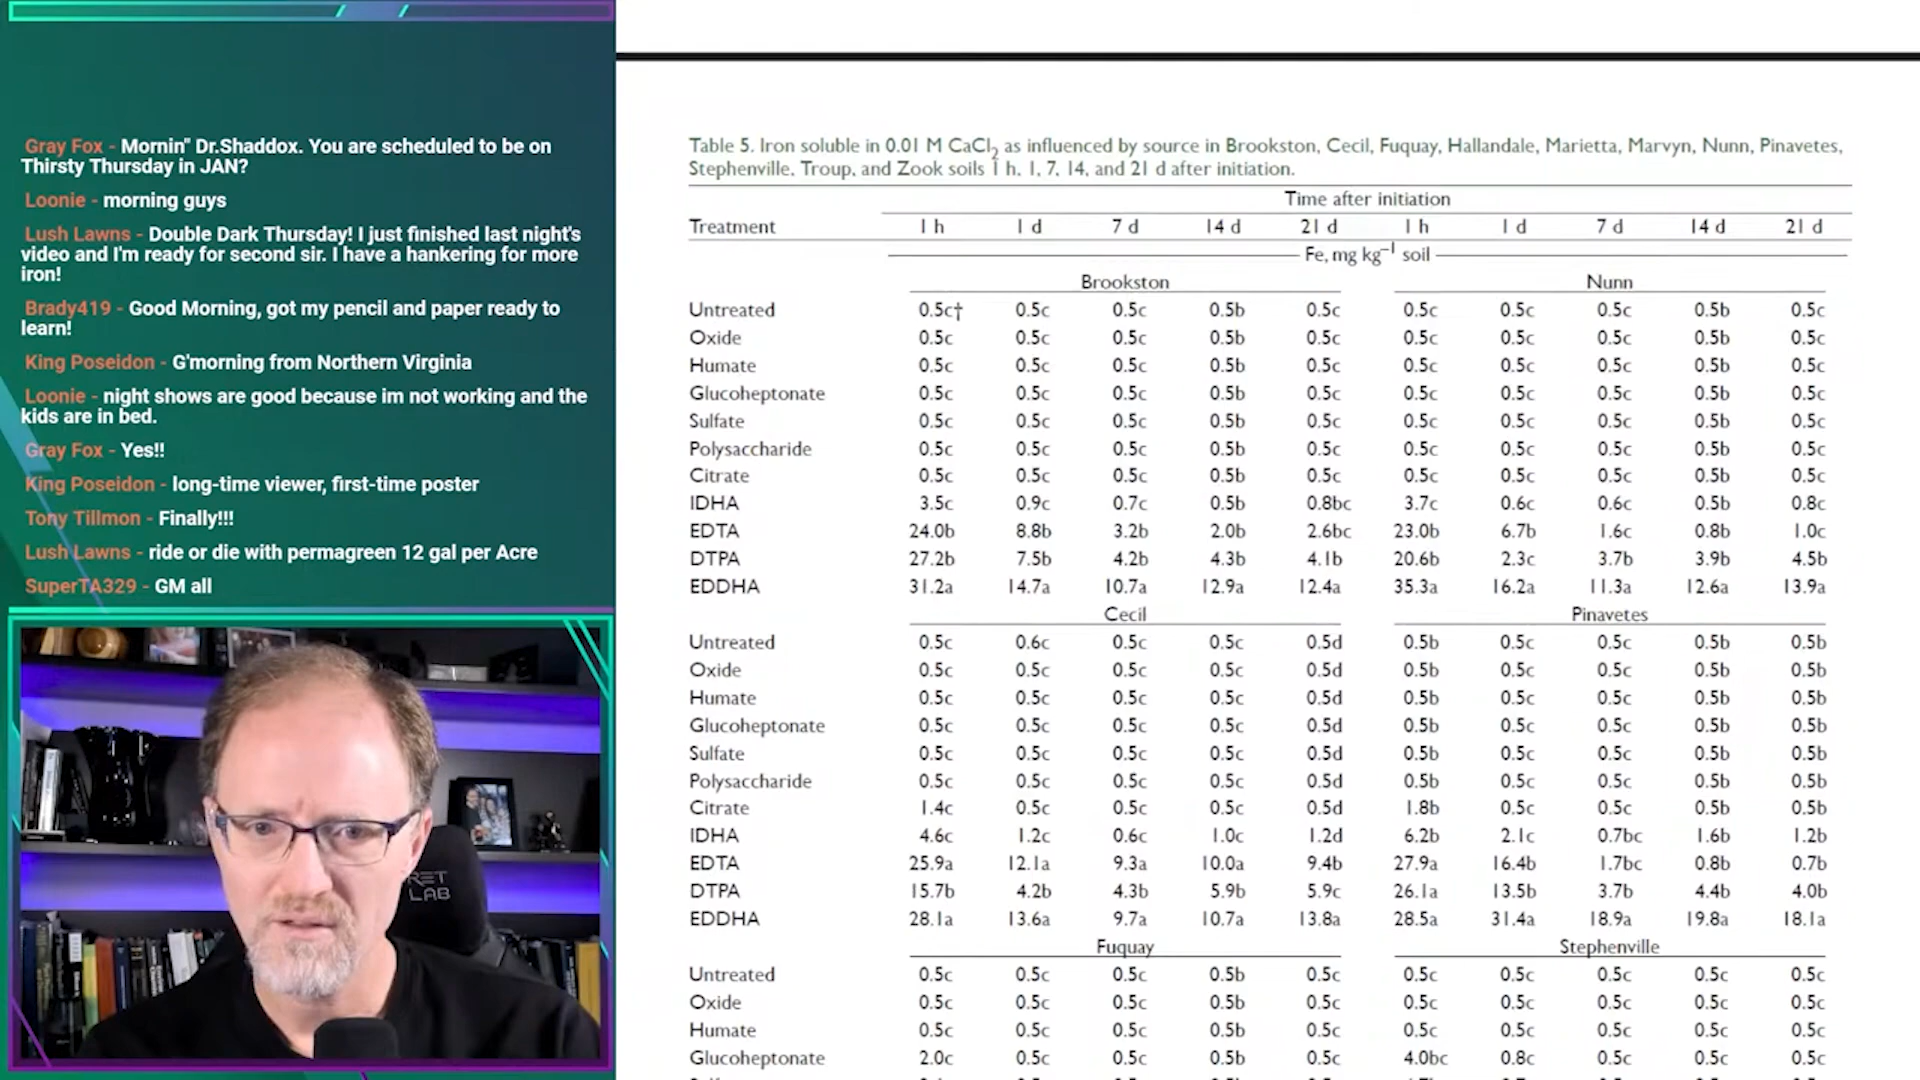 Gray Fox - Mornin" Dr.Shaddox. You are scheduled to be on
Thirsty Thursday in JAN?
Loonie - morning guys
Lush Lawns - Double Dark Thursday! I just finished last night's
video and I'm ready for second sir. I have a hankering for more
iron!
Brady419 - Good Morning, got my pencil and paper ready to
learn!
King Poseidon - G'morning from Northern Virginia
Loonie - night shows are good because im not working and the
kids are in bed.
Gray Fox - Yes!!
King Poseidon - long-time viewer, first-time poster
Tony Tillmon - Finally!!!
Lush Lawns - ride or die with permagreen 12 gal per Acre
SuperTA329 - GM all
RET
LAB
Table 5. Iron soluble in 0.01 M CaCl2 as influenced by source in Brookston, Cecil, Fuquay, Hallandale, Marietta, Marvyn, Nunn, Pinavetes,
Stephenville, Troup, and Zook soils 1 h, 1, 7, 14, and 21 d after initiation.
Time after initiation
Treatment 1 h 1 d 7 d 14 d 21 d 1 h 1 d 7 d 14 d 21 d
Fe, mg kg–1 soil
Brookston Nunn
Untreated 0.5c† 0.5c 0.5c 0.5b 0.5c 0.5c 0.5c 0.5c 0.5b 0.5c
Oxide 0.5c 0.5c 0.5c 0.5b 0.5c 0.5c 0.5c 0.5c 0.5b 0.5c
Humate 0.5c 0.5c 0.5c 0.5b 0.5c 0.5c 0.5c 0.5c 0.5b 0.5c
Glucoheptonate 0.5c 0.5c 0.5c 0.5b 0.5c 0.5c 0.5c 0.5c 0.5b 0.5c
Sulfate 0.5c 0.5c 0.5c 0.5b 0.5c 0.5c 0.5c 0.5c 0.5b 0.5c
Polysaccharide 0.5c 0.5c 0.5c 0.5b 0.5c 0.5c 0.5c 0.5c 0.5b 0.5c
Citrate 0.5c 0.5c 0.5c 0.5b 0.5c 0.5c 0.5c 0.5c 0.5b 0.5c
IDHA 3.5c 0.9c 0.7c 0.5b 0.8bc 3.7c 0.6c 0.6c 0.5b 0.8c
EDTA 24.0b 8.8b 3.2b 2.0b 2.6bc 23.0b 6.7b 1.6c 0.8b 1.0c
DTPA 27.2b 7.5b 4.2b 4.3b 4.1b 20.6b 2.3c 3.7b 3.9b 4.5b
EDDHA 31.2a 14.7a 10.7a 12.9a 12.4a 35.3a 16.2a 11.3a 12.6a 13.9a
Cecil Pinavetes
Untreated 0.5c 0.6c 0.5c 0.5c 0.5d 0.5b 0.5c 0.5c 0.5b 0.5b
Oxide 0.5c 0.5c 0.5c 0.5c 0.5d 0.5b 0.5c 0.5c 0.5b 0.5b
Humate 0.5c 0.5c 0.5c 0.5c 0.5d 0.5b 0.5c 0.5c 0.5b 0.5b
Glucoheptonate 0.5c 0.5c 0.5c 0.5c 0.5d 0.5b 0.5c 0.5c 0.5b 0.5b
Sulfate 0.5c 0.5c 0.5c 0.5c 0.5d 0.5b 0.5c 0.5c 0.5b 0.5b
Polysaccharide 0.5c 0.5c 0.5c 0.5c 0.5d 0.5b 0.5c 0.5c 0.5b 0.5b
Citrate 1.4c 0.5c 0.5c 0.5c 0.5d 1.8b 0.5c 0.5c 0.5b 0.5b
IDHA 4.6c 1.2c 0.6c 1.0c 1.2d 6.2b 2.1c 0.7bc 1.6b 1.2b
EDTA 25.9a 12.1a 9.3a 10.0a 9.4b 27.9a 16.4b 1.7bc 0.8b 0.7b
DTPA 15.7b 4.2b 4.3b 5.9b 5.9c 26.1a 13.5b 3.7b 4.4b 4.0b
EDDHA 28.1a 13.6a 9.7a 10.7a 13.8a 28.5a 31.4a 18.9a 19.8a 18.1a
Fuquay Stephenville
Untreated 0.5c 0.5c 0.5c 0.5b 0.5c 0.5c 0.5c 0.5c 0.5c 0.5c
Oxide 0.5c 0.5c 0.5c 0.5b 0.5c 0.5c 0.5c 0.5c 0.5c 0.5c
Humate 0.5c 0.5c 0.5c 0.5b 0.5c 0.5c 0.5c 0.5c 0.5c 0.5c
Glucoheptonate 2.0c 0.5c 0.5c 0.5b 0.5c 4.0bc 0.8c 0.5c 0.5c 0.5c